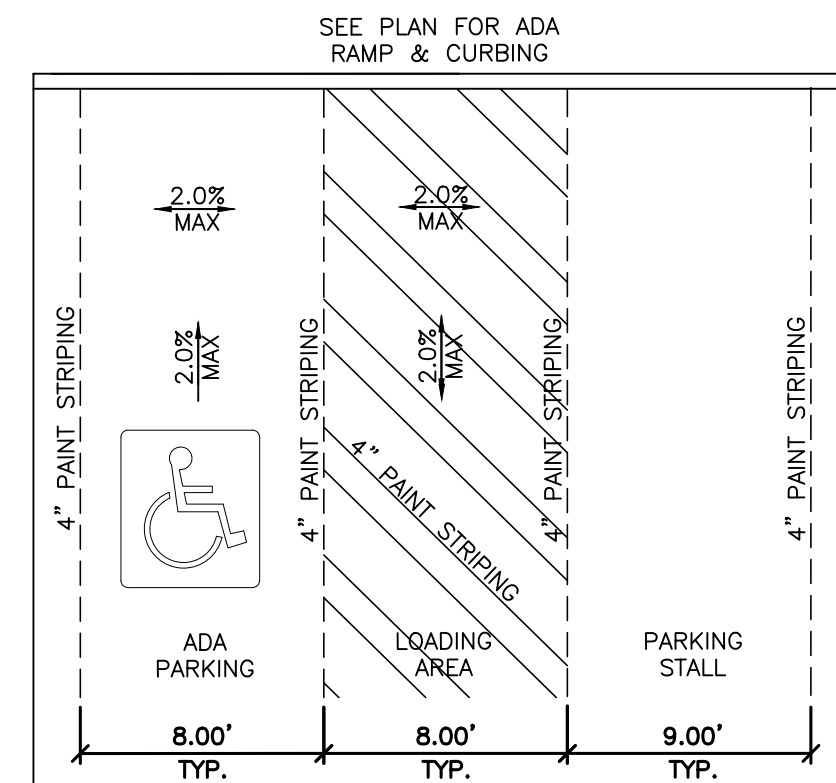 SEE PLAN FOR ADA
RAMP & CURBING
2.0%
MAX
2.0%
MAX
2.0%
MAX
2.0%
MAX
4" PAINT STRIPING
4" PAINT STRIPING
4" PAINT STRIPING
4" PAINT STRIPING
4" PAINT STRIPING
ADA
PARKING
LOADING
AREA
PARKING
STALL
8.00'
TYP.
8.00'
TYP.
9.00'
TYP.